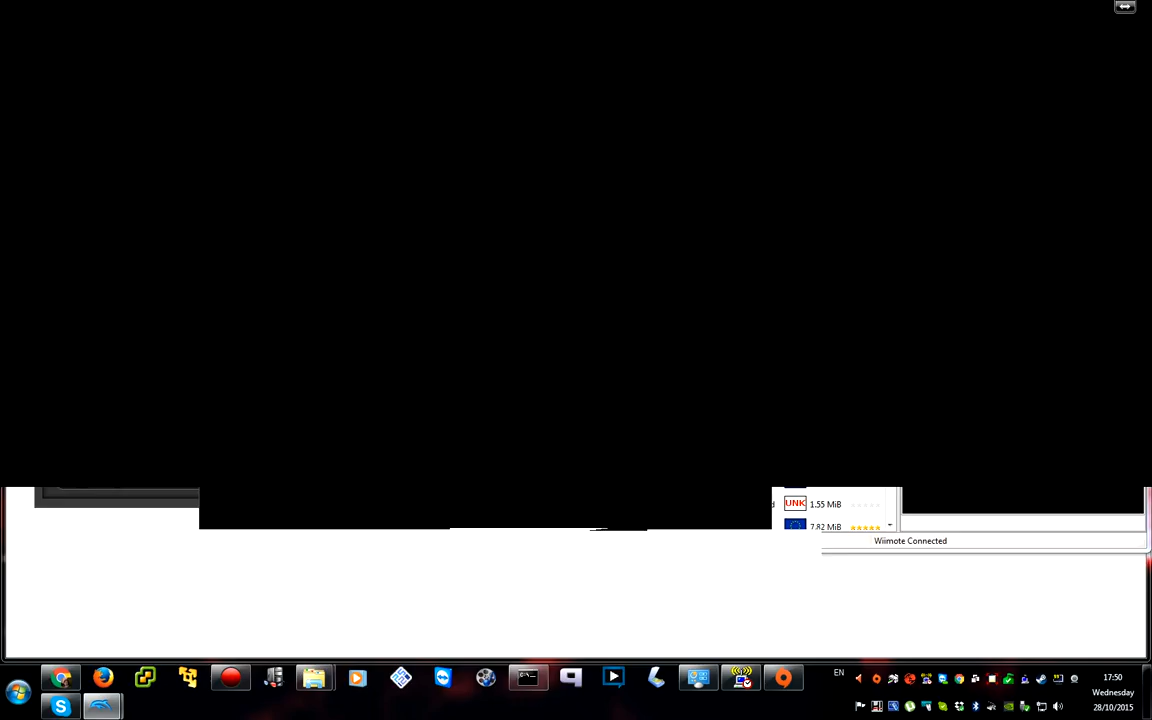 UNK 1.55 MiB
7.82 MiB
Wiimote Connected
EN
17:50
Wednesday
28/10/2015